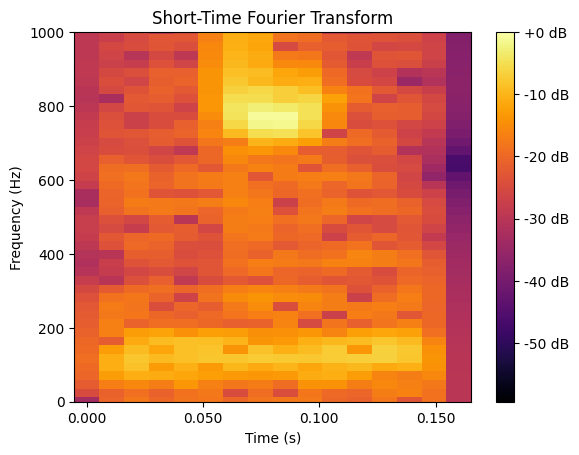 Short-Time Fourier Transform
Frequency (Hz)
1000
800
600
400
200
0
0.000
0.050
0.100
0.150
Time (s)
+0 dB
-10 dB
-20 dB
-30 dB
-40 dB
-50 dB